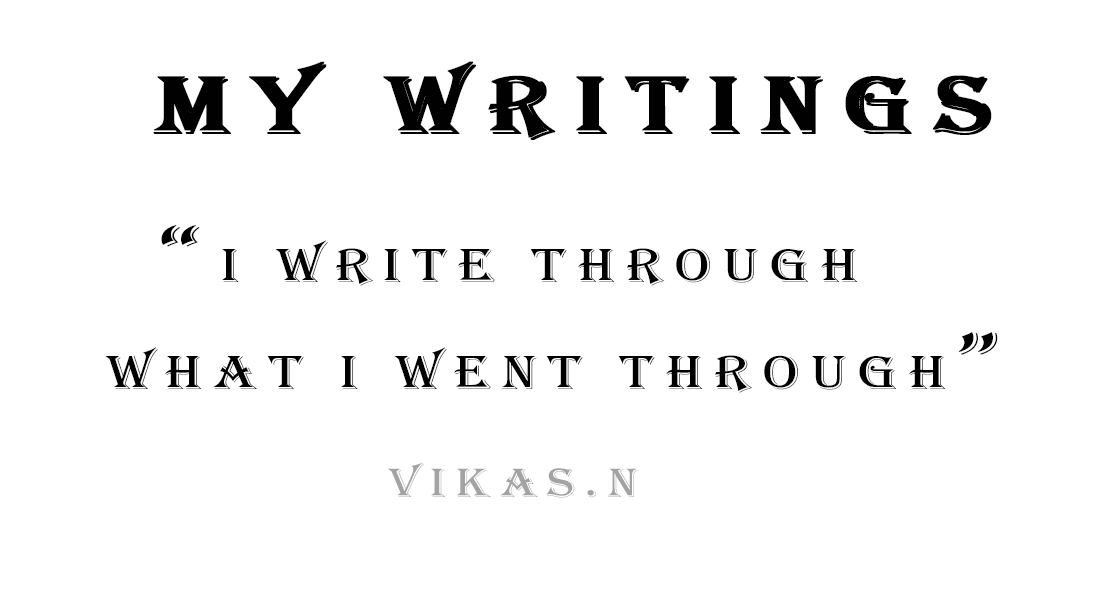 MY WRITINGS
“I WRITE THROUGH
WHAT I WENT THROUGH”
VIKAS.N